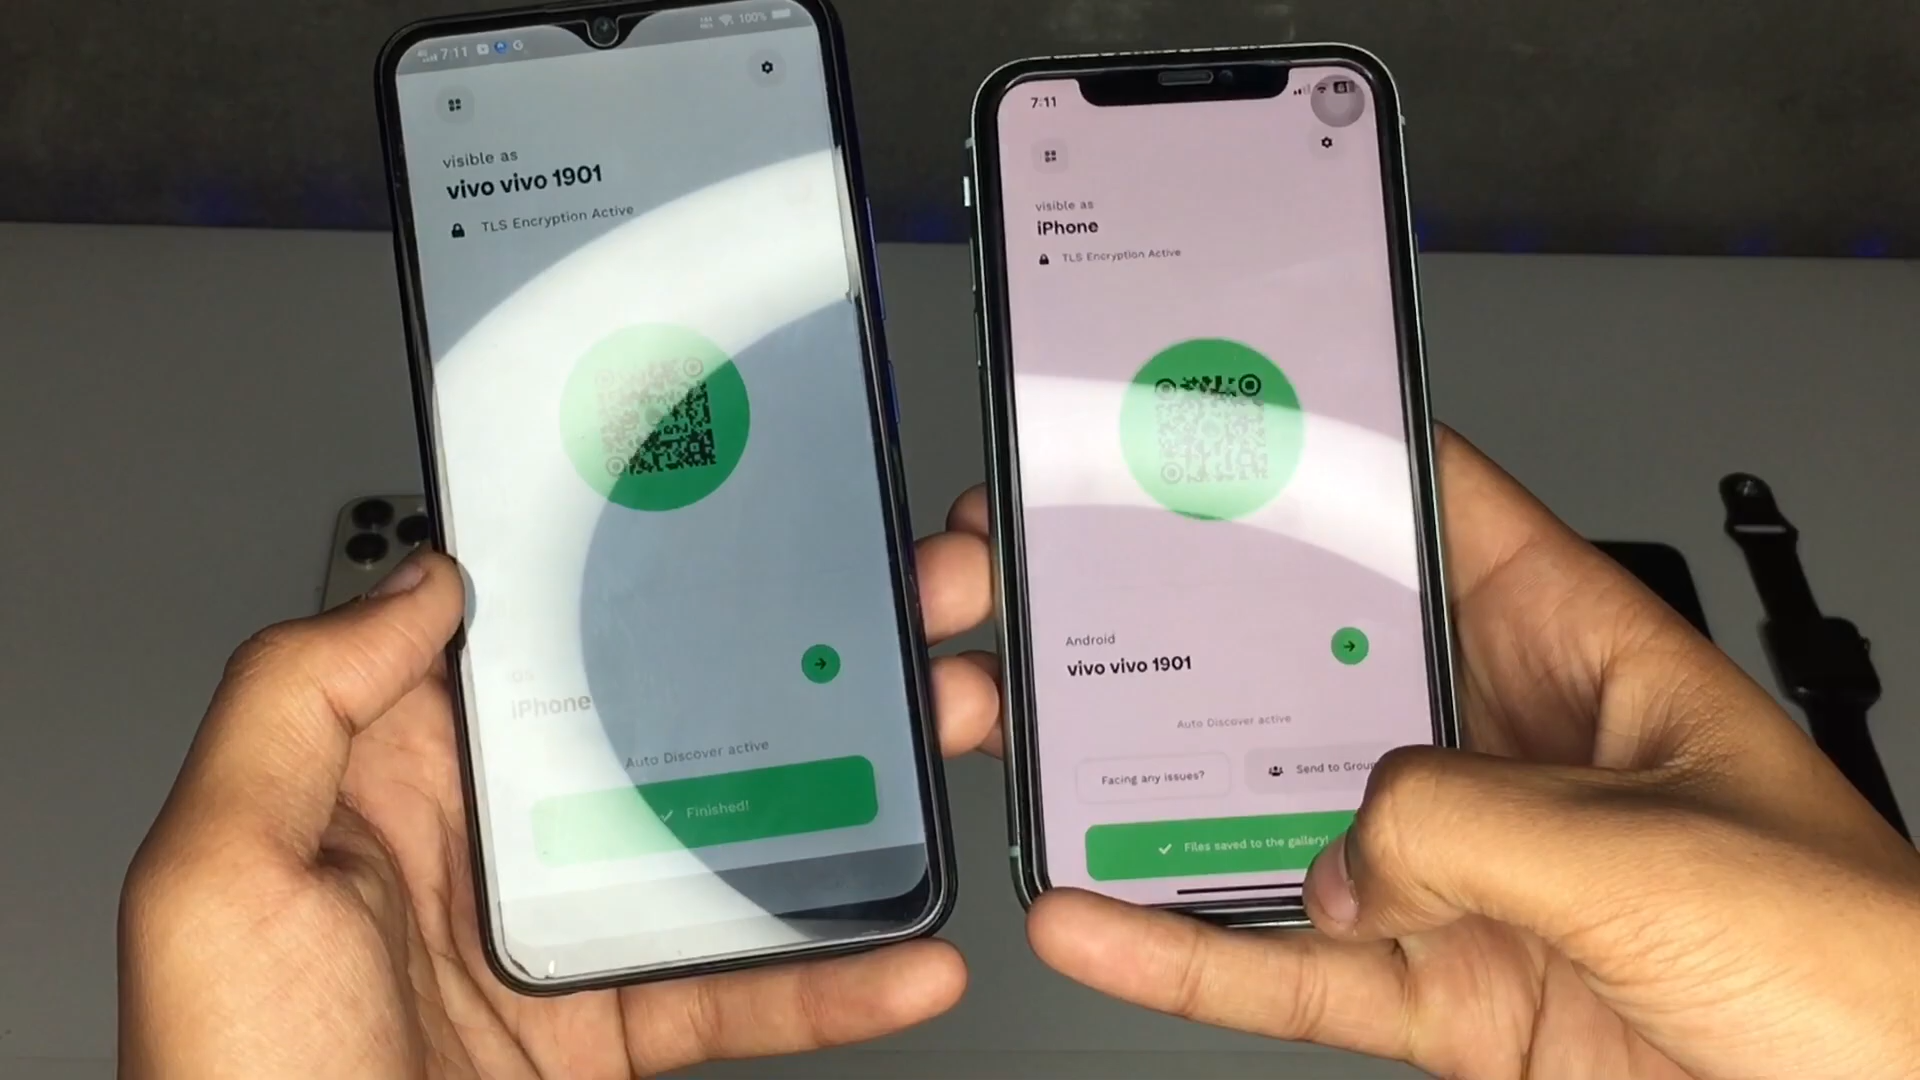 7:11
100%
visible as
vivo vivo 1901
TLS Encryption Active
iPhone
Auto Discover active
Finished!
7:11
visible as
iPhone
TLS Encryption Active
Android
vivo vivo 1901
Auto Discover active
Facing any issues?
Send to Group
Files saved to the gallery!